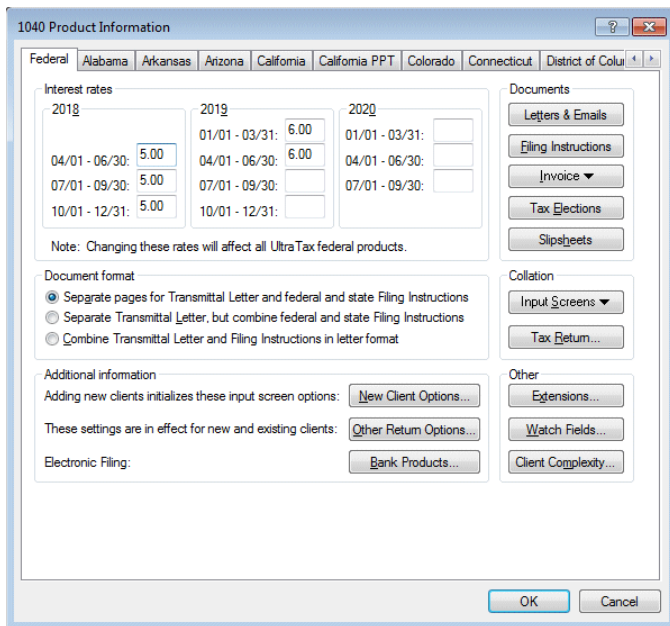 1040 Product Information
Federal Alabama Arkansas Arizona California California PPT Colorado Connecticut District of Colu
Interest rates
2018
04/01 - 06/30: 5.00
07/01 - 09/30: 5.00
10/01 - 12/31: 5.00
2019
01/01 - 03/31: 6.00
04/01 - 06/30: 6.00
07/01 - 09/30:
10/01 - 12/31:
2020
01/01 - 03/31:
04/01 - 06/30:
07/01 - 09/30:
Note: Changing these rates will affect all UltraTax federal products.
Documents
Letters & Emails
Filing Instructions
Invoice
Tax Elections
Slipsheets
Document format
Separate pages for Transmittal Letter and federal and state Filing Instructions
Separate Transmittal Letter, but combine federal and state Filing Instructions
Combine Transmittal Letter and Filing Instructions in letter format
Collation
Input Screens
Tax Return...
Additional information
Adding new clients initializes these input screen options: New Client Options...
These settings are in effect for new and existing clients: Other Return Options...
Electronic Filing: Bank Products...
Other
Extensions...
Watch Fields...
Client Complexity...
OK Cancel